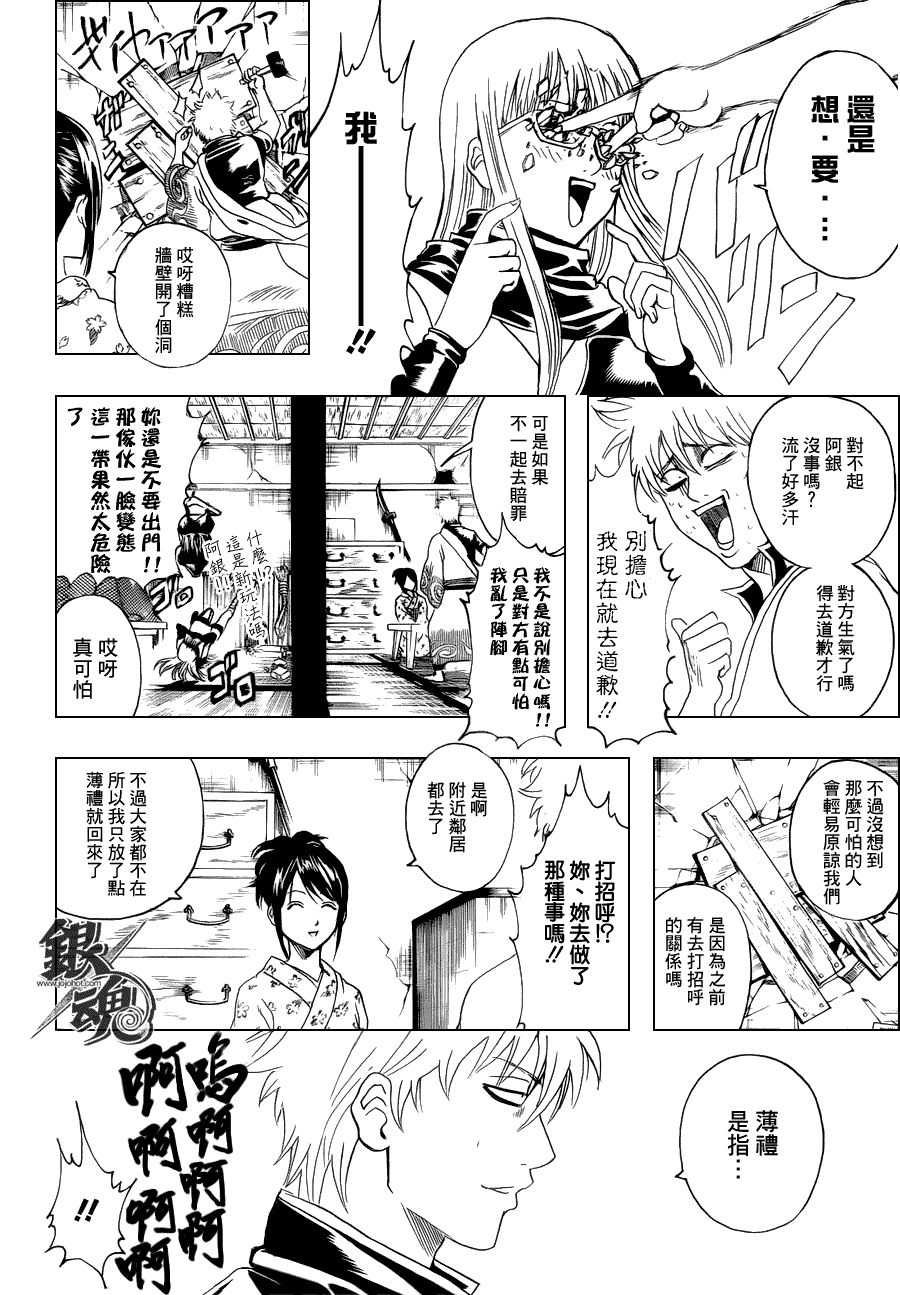 還是
想・要・…
我——!!
ギャアアアア
哎呀糟糕
牆壁開了個洞
對不起
阿銀
沒事嗎？
流了好多汗
別擔心
我現在就去道歉!!
對方生氣了嗎
得去道歉才行
可是如果
不一起去賠罪
我不是說別擔心嗎!!
只是對方有點可怕
我亂了陣腳
什麼!?
這是新玩法嗎
阿銀!!
ゴロ
ゴロ
妳還是不要出門!!
那傢伙一臉變態
這一帶果然太危險
了
哎呀
真可怕
不過沒想到
那麼可怕的人
會輕易原諒我們
是因為之前
有去打招呼
的關係嗎
打招呼!?
妳、妳去做了
那種事嗎!!
是啊
附近鄰居
都去了
不過大家都不在
所以我只放了點
薄禮就回來了
銀魂
www.jojohot.com
薄禮
是指…
嗚啊啊啊
啊啊啊啊
!!